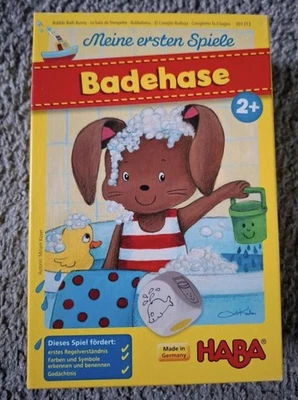 Meine ersten Spiele
Badehase
2+
Dieses Spiel fördert:
erstes Regelverständnis
Farben und Symbole
erkennen und benennen
Gedächtnis
Made in
Germany
HABA